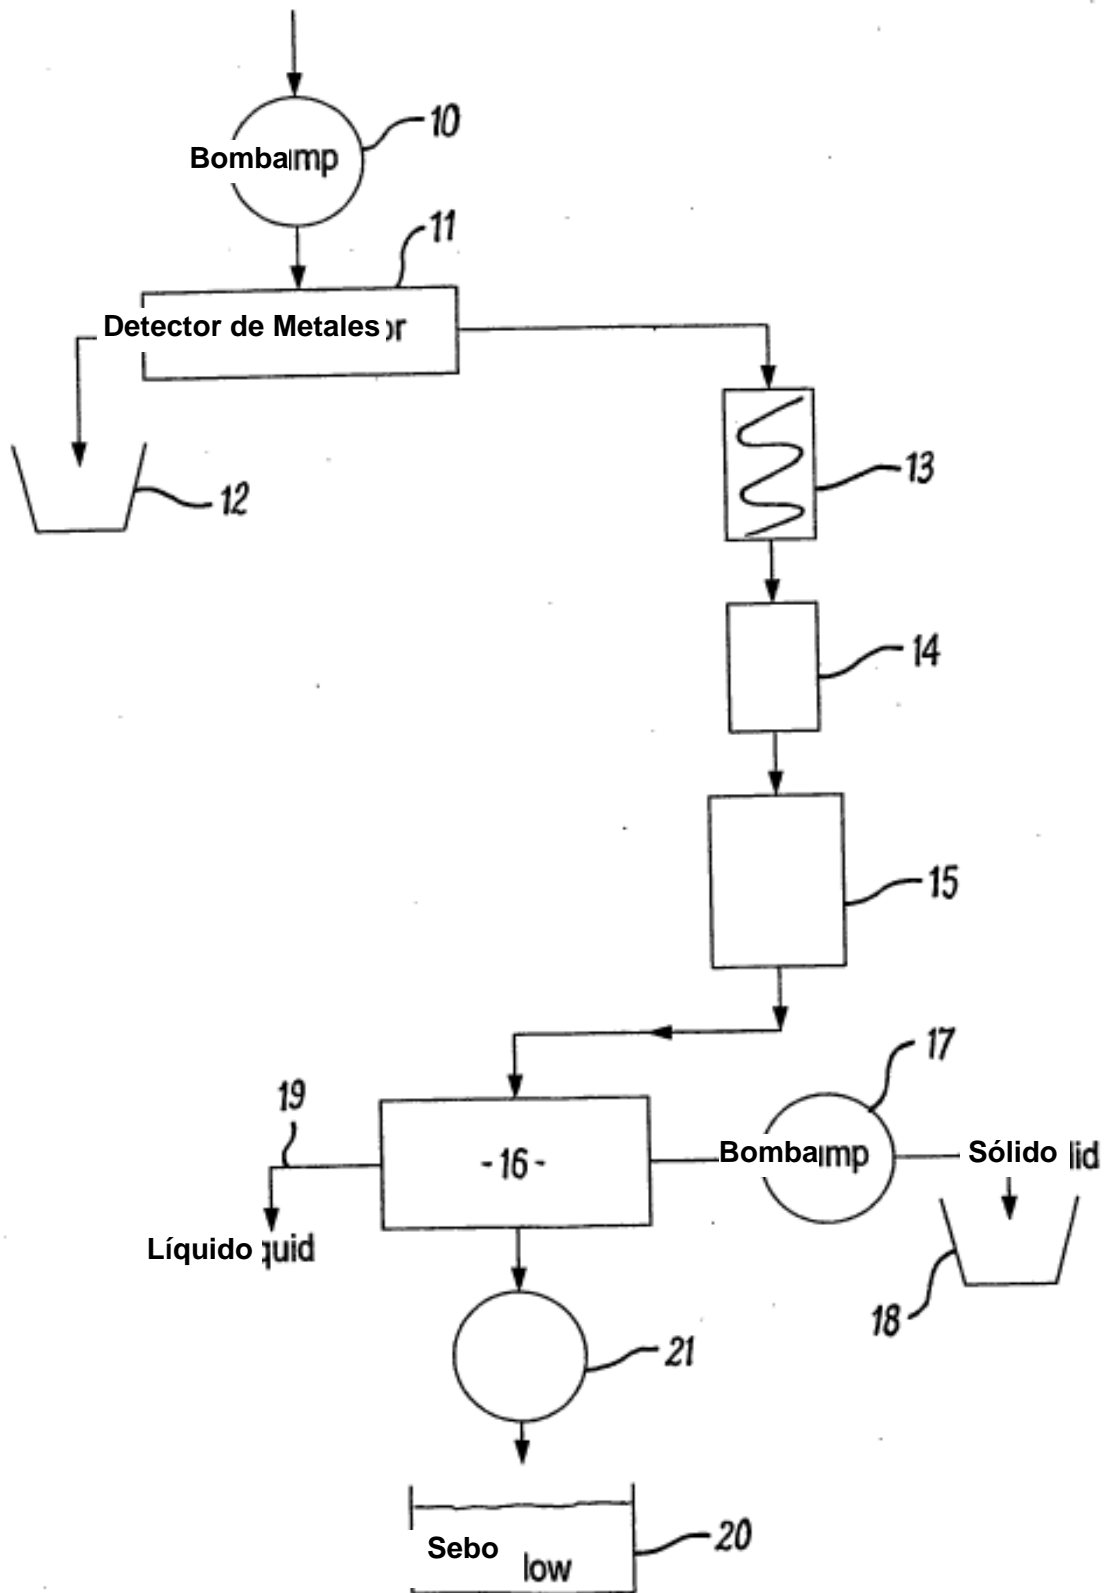 10
Bomba mp
11
Detector de Metales or
12
13
14
15
17
19
-16-
Bomba mp
Sólido lid
Líquido quid
18
21
Sebo
low
20